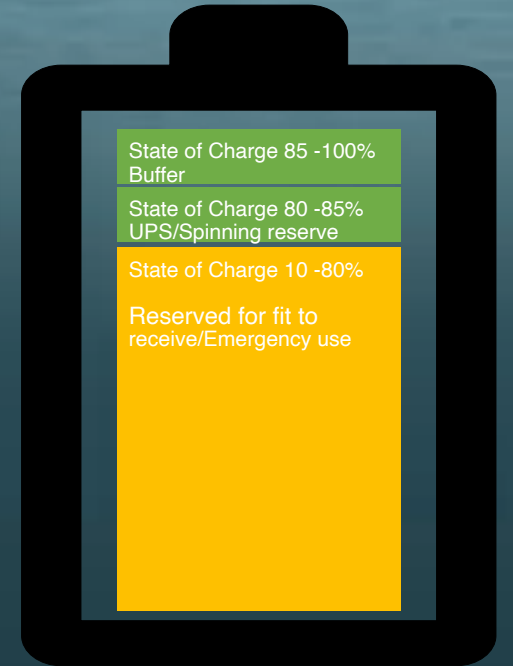 State of Charge 85 -100%
Buffer
State of Charge 80 -85%
UPS/Spinning reserve
State of Charge 10 -80%
Reserved for fit to
receive/Emergency use